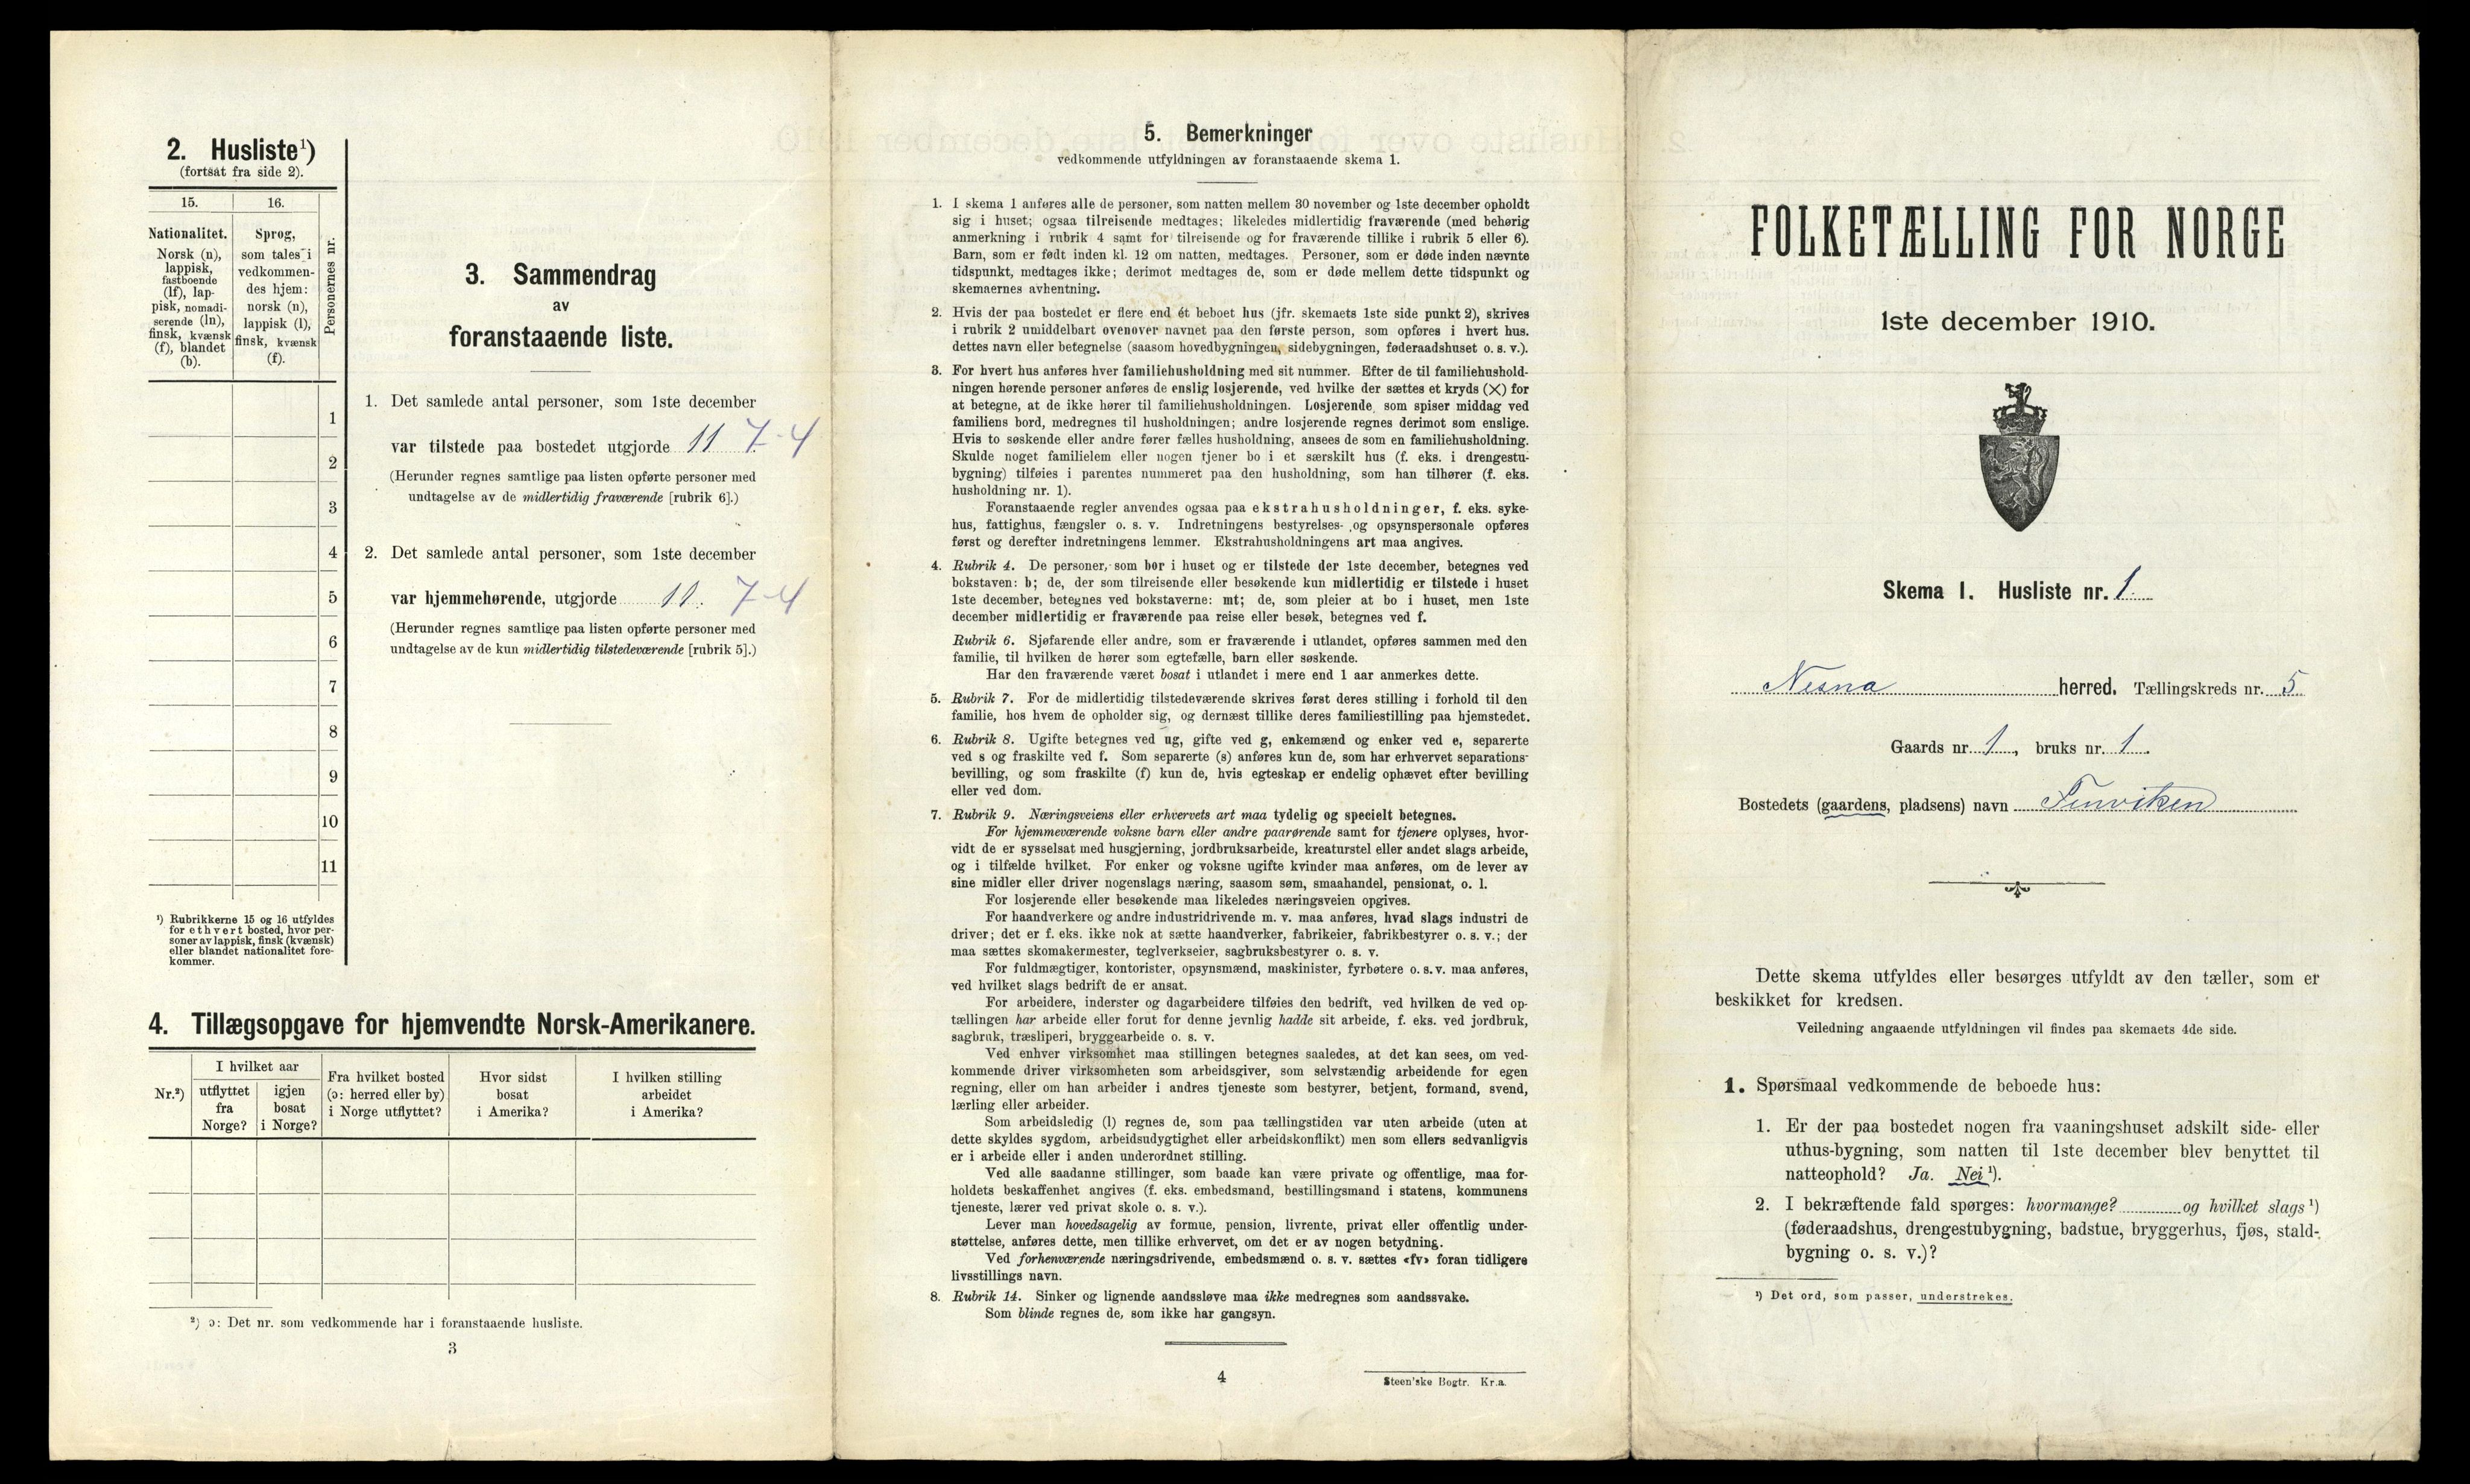 2. Husliste¹)
(fortsat fra side 2).
15.
16.
Nationalitet.
Norsk (n),
lappisk,
fastboende
(lf), lap-
pisk, nomadi-
serende (ln),
finsk, kvænsk
(f), blandet
(b).
Sprog,
som tales i
vedkommen-
des hjem:
norsk (n),
lappisk (l),
finsk, kvænsk
(f).
Personernes nr.
1
2
3
4
5
6
7
8
9
10
11
¹) Rubrikkerne 15 og 16 utfyldes
for ethvert bosted, hvor per-
soner av lappisk, finsk (kvænsk)
eller blandet nationalitet fore-
kommer.
3. Sammendrag
av
foranstaaende liste.
1. Det samlede antal personer, som 1ste december
var tilstede paa bostedet utgjorde 11 7-4
(Herunder regnes samtlige paa listen opførte personer med
undtagelse av de midlertidig fraværende [rubrik 6].)
2. Det samlede antal personer, som 1ste december
var hjemmehørende, utgjorde 11. 7-4
(Herunder regnes samtlige paa listen opførte personer med
undtagelse av de kun midlertidig tilstedeværende [rubrik 5].)
4. Tillægsopgave for hjemvendte Norsk-Amerikanere.
Nr.²)
I hvilket aar
utflyttet
fra
Norge?
igjen
bosat
i Norge?
Fra hvilket bosted
(ɔ: herred eller by)
i Norge utflyttet?
Hvor sidst
bosat
i Amerika?
I hvilken stilling
arbeidet
i Amerika?
²) ɔ: Det nr. som vedkommende har i foranstaaende husliste.
3
5. Bemerkninger
vedkommende utfyldningen av foranstaaende skema 1.
1. I skema 1 anføres alle de personer, som natten mellem 30 november og 1ste december opholdt
sig i huset; ogsaa tilreisende medtages; likeledes midlertidig fraværende (med behørig
anmerkning i rubrik 4 samt for tilreisende og for fraværende tillike i rubrik 5 eller 6).
Barn, som er født inden kl. 12 om natten, medtages. Personer, som er døde inden nævnte
tidspunkt, medtages ikke; derimot medtages de, som er døde mellem dette tidspunkt og
skemaernes avhentning.
2. Hvis der paa bostedet er flere end ét beboet hus (jfr. skemaets 1ste side punkt 2), skrives
i rubrik 2 umiddelbart ovenover navnet paa den første person, som opføres i hvert hus.
dettes navn eller betegnelse (saasom hovedbygningen, sidebygningen, føderaadshuset o. s. v.).
3. For hvert hus anføres hver familiehusholdning med sit nummer. Efter de til familiehushold-
ningen hørende personer anføres de enslig losjerende, ved hvilke der sættes et kryds (×) for
at betegne, at de ikke hører til familiehusholdningen. Losjerende som spiser middag ved
familiens bord, medregnes til husholdningen; andre losjerende regnes derimot som enslige.
Hvis to søskende eller andre fører fælles husholdning, ansees de som en familiehusholdning.
Skulde noget familielem eller nogen tjener bo i et særskilt hus (f. eks. i drengestu-
bygning) tilføies i parentes nummeret paa den husholdning, som han tilhører (f. eks.
husholdning nr. 1).
Foranstaaende regler anvendes ogsaa paa ekstrahusholdninger, f. eks. syke-
hus, fattighus, fængsler o. s. v. Indretningens bestyrelses- og opsynspersonale opføres
først og derefter indretningens lemmer. Ekstrahusholdningens art maa angives.
4. Rubrik 4. De personer, som bor i huset og er tilstede der 1ste december, betegnes ved
bokstaven: b; de, der som tilreisende eller besøkende kun midlertidig er tilstede i huset
1ste december, betegnes ved bokstaverne: mt; de, som pleier at bo i huset, men 1ste
december midlertidig er fraværende paa reise eller besøk, betegnes ved f.
Rubrik 6. Sjøfarende eller andre, som er fraværende i utlandet, opføres sammen med den
familie, til hvilken de hører som egtefælle, barn eller søskende.
Har den fraværende været bosat i utlandet i mere end 1 aar anmerkes dette.
5. Rubrik 7. For de midlertidig tilstedeværende skrives først deres stilling i forhold til den
familie, hos hvem de opholder sig, og dernæst tillike deres familiestilling paa hjemstedet.
6. Rubrik 8. Ugifte betegnes ved ug, gifte ved g, enkemænd og enker ved e, separerte
ved s og fraskilte ved f. Som separerte (s) anføres kun de, som har erhvervet separations-
bevilling, og som fraskilte (f) kun de, hvis egteskap er endelig ophævet efter bevilling
eller ved dom.
7. Rubrik 9. Næringsveiens eller erhvervets art maa tydelig og specielt betegnes.
For hjemmeværende voksne barn eller andre paarørende samt for tjenere oplyses, hvor-
vidt de er sysselsat med husgjerning, jordbruksarbeide, kreaturstel eller andet slags arbeide,
og i tilfælde hvilket. For enker og voksne ugifte kvinder maa anføres, om de lever av
sine midler eller driver nogenslags næring, saasom søm, smaahandel, pensionat, o. l.
For losjerende eller besøkende maa likeledes næringsveien opgives.
For haandverkere og andre industridrivende m. v. maa anføres, hvad slags industri de
driver; det er f. eks. ikke nok at sætte haandverker, fabrikeier, fabrikbestyrer o. s. v.; der
maa sættes skomakermester, teglverkseier, sagbruksbestyrer o. s. v.
For fuldmægtiger, kontorister, opsynsmænd, maskinister, fyrbøtere o. s. v. maa anføres,
ved hvilket slags bedrift de er ansat.
For arbeidere, inderster og dagarbeidere tilføies den bedrift, ved hvilken de ved op-
tællingen har arbeide eller forut for denne jevnlig hadde sit arbeide, f. eks. ved jordbruk,
sagbruk, træsliperi, bryggearbeide o. s. v.
Ved enhver virksomhet maa stillingen betegnes saaledes, at det kan sees, om ved-
kommende driver virksomheten som arbeidsgiver, som selvstændig arbeidende for egen
regning, eller om han arbeider i andres tjeneste som bestyrer, betjent, formand, svend,
lærling eller arbeider.
Som arbeidsledig (l) regnes de, som paa tællingstiden var uten arbeide (uten at
dette skyldes sygdom, arbeidsudygtighet eller arbeidskonflikt) men som ellers sedvanligvis
er i arbeide eller i anden underordnet stilling.
Ved alle saadanne stillinger, som baade kan være private og offentlige, maa for-
holdets beskaffenhet angives (f. eks. embedsmand, bestillingsmand i statens, kommunens
tjeneste, lærer ved privat skole o. s. v.).
Lever man hovedsagelig av formue, pension, livrente, privat eller offentlig under-
støttelse, anføres dette, men tillike erhvervet, om det er av nogen betydning.
Ved forhenværende næringsdrivende, embedsmænd o. s. v. sættes «fv» foran tidligere
livsstillings navn.
8. Rubrik 14. Sinker og lignende aandssløve maa ikke medregnes som aandssvake.
Som blinde regnes de, som ikke har gangsyn.
4
Steen'ske Bogtr. Kr.a.
FOLKETÆLLING FOR NORGE
1ste december 1910.
Skema 1. Husliste nr. 1.
Nesna herred. Tællingskreds nr. 5
Gaards nr. 1, bruks nr. 1.
Bostedets (gaardens, pladsens) navn Finviken
Dette skema utfyldes eller besørges utfyldt av den tæller, som er
beskikket for kredsen.
Veiledning angaaende utfyldningen vil findes paa skemaets 4de side.
1. Spørsmaal vedkommende de beboede hus:
1. Er der paa bostedet nogen fra vaaningshuset adskilt side- eller
uthus-bygning, som natten til 1ste december blev benyttet til
natteophold? Ja. Nei ¹).
2. I bekræftende fald spørges: hvormange? og hvilket slags ¹)
(føderaadshus, drengestubygning, badstue, bryggerhus, fjøs, stald-
bygning o. s. v.)?
¹) Det ord, som passer, understrekes.